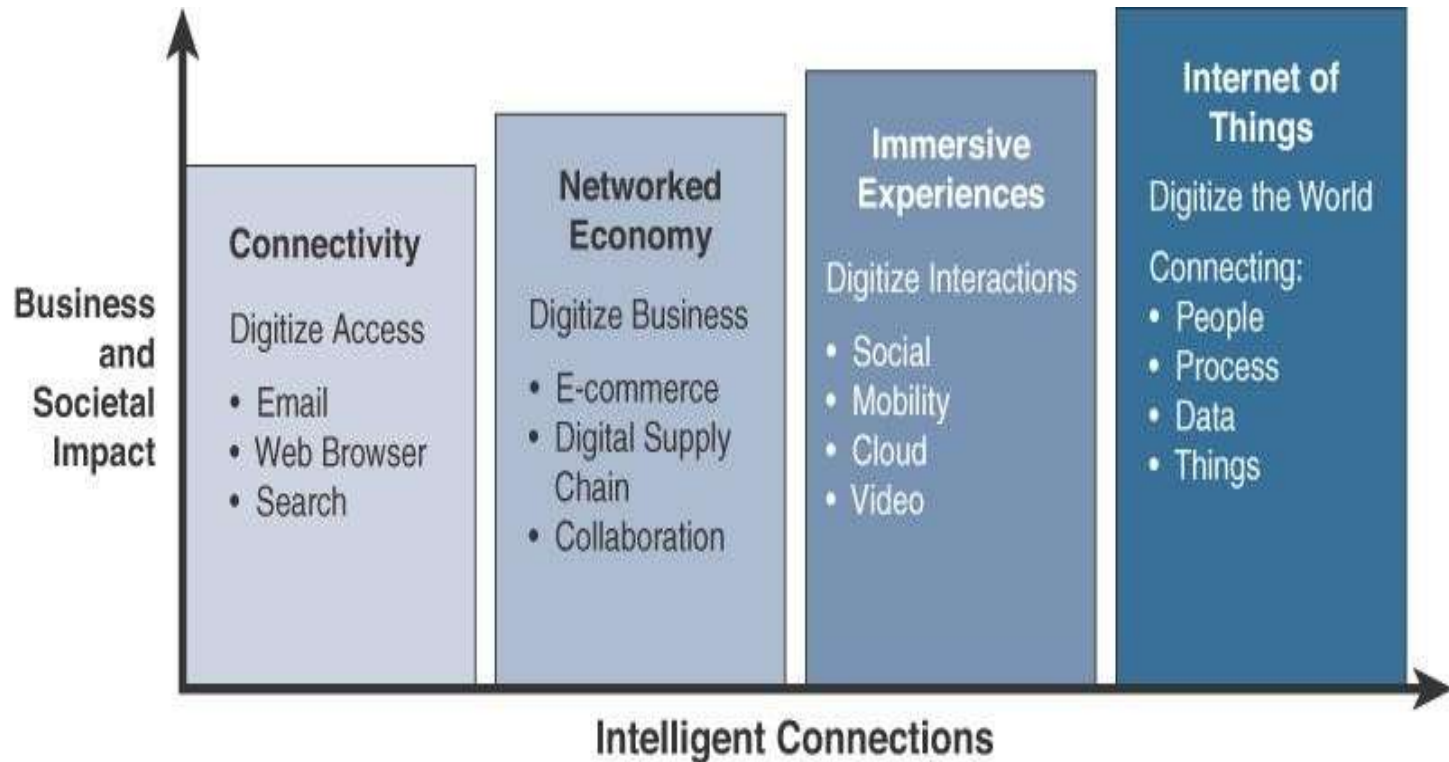 Business
and
Societal
Impact
Connectivity
Digitize Access
• Email
• Web Browser
• Search
Networked
Economy
Digitize Business
• E-commerce
• Digital Supply
Chain
• Collaboration
Immersive
Experiences
Digitize Interactions
• Social
• Mobility
• Cloud
• Video
Internet of
Things
Digitize the World
Connecting:
• People
• Process
• Data
• Things
Intelligent Connections